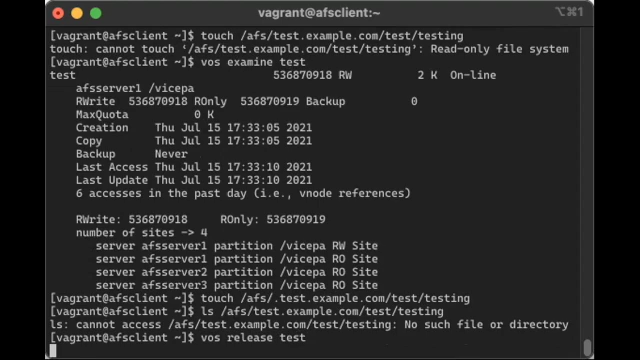 vagrant@afsclient:~
⌥⌘1
[vagrant@afsclient ~]$ touch /afs/test.example.com/test/testing
touch: cannot touch ‘/afs/test.example.com/test/testing’: Read-only file system
[vagrant@afsclient ~]$ vos examine test
test 536870918 RW 2 K On-line
afsserver1 /vicepa
RWrite 536870918 ROnly 536870919 Backup 0
MaxQuota 0 K
Creation Thu Jul 15 17:33:05 2021
Copy Thu Jul 15 17:33:05 2021
Backup Never
Last Access Thu Jul 15 17:33:10 2021
Last Update Thu Jul 15 17:33:10 2021
6 accesses in the past day (i.e., vnode references)
RWrite: 536870918 ROnly: 536870919
number of sites -> 4
server afsserver1 partition /vicepa RW Site
server afsserver1 partition /vicepa RO Site
server afsserver2 partition /vicepa RO Site
server afsserver3 partition /vicepa RO Site
[vagrant@afsclient ~]$ touch /afs/.test.example.com/test/testing
[vagrant@afsclient ~]$ ls /afs/test.example.com/test/testing
ls: cannot access /afs/test.example.com/test/testing: No such file or directory
[vagrant@afsclient ~]$ vos release test